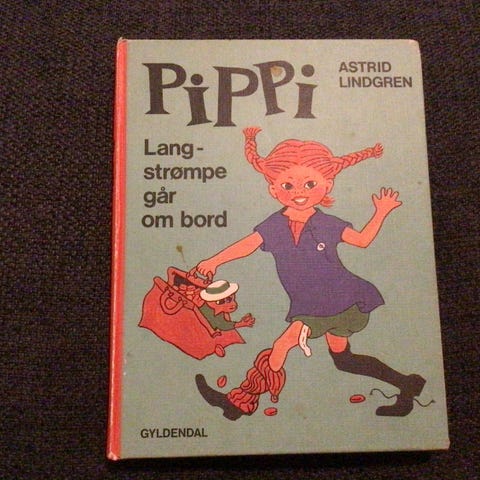 PiPPi
ASTRID
LINDGREN
Lang-
strømpe
går
om bord
GYLDENDAL